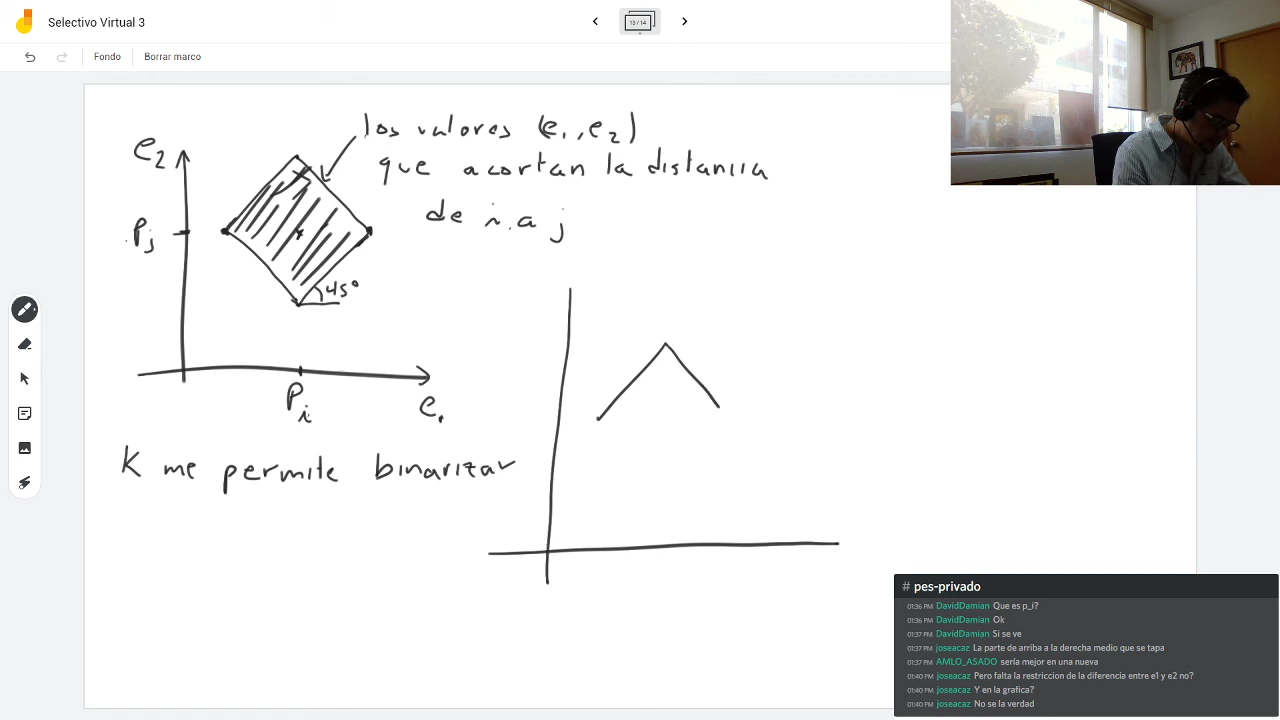 Selectivo Virtual 3
13 / 14
Fondo
Borrar marco
los valores (e1, e2)
que acortan la distancia
de i a j
e2
Pj
45°
Pi
e1
K me permite binarizar
# pes-privado
01:36 PM DavidDamian Que es p_i?
01:36 PM DavidDamian Ok
01:37 PM DavidDamian Si se ve
01:37 PM joseacaz La parte de arriba a la derecha medio que se tapa
01:37 PM AMLO_ASADO sería mejor en una nueva
01:40 PM joseacaz Pero falta la restriccion de la diferencia entre e1 y e2 no?
01:40 PM joseacaz Y en la grafica?
01:40 PM joseacaz No se la verdad